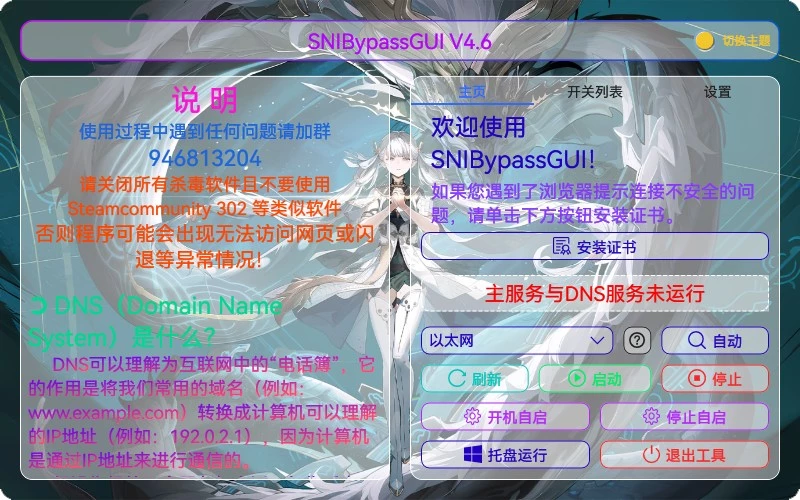 SNIBypassGUI V4.6
切换主题
说 明
使用过程中遇到任何问题请加群
946813204
请关闭所有杀毒软件且不要使用
Steamcommunity 302 等类似软件
否则程序可能会出现无法访问网页或闪
退等异常情况!
DNS（Domain Name
System）是什么?
DNS可以理解为互联网中的“电话簿”，它
的作用是将我们常用的域名（例如:
www.example.com）转换成计算机可以理解
的IP地址（例如：192.0.2.1），因为计算机
是通过IP地址来进行通信的。
主页
开关列表
设置
欢迎使用
SNIBypassGUI!
如果您遇到了浏览器提示连接不安全的问
题，请单击下方按钮安装证书。
安装证书
主服务与DNS服务未运行
以太网
自动
刷新
启动
停止
开机自启
停止自启
托盘运行
退出工具